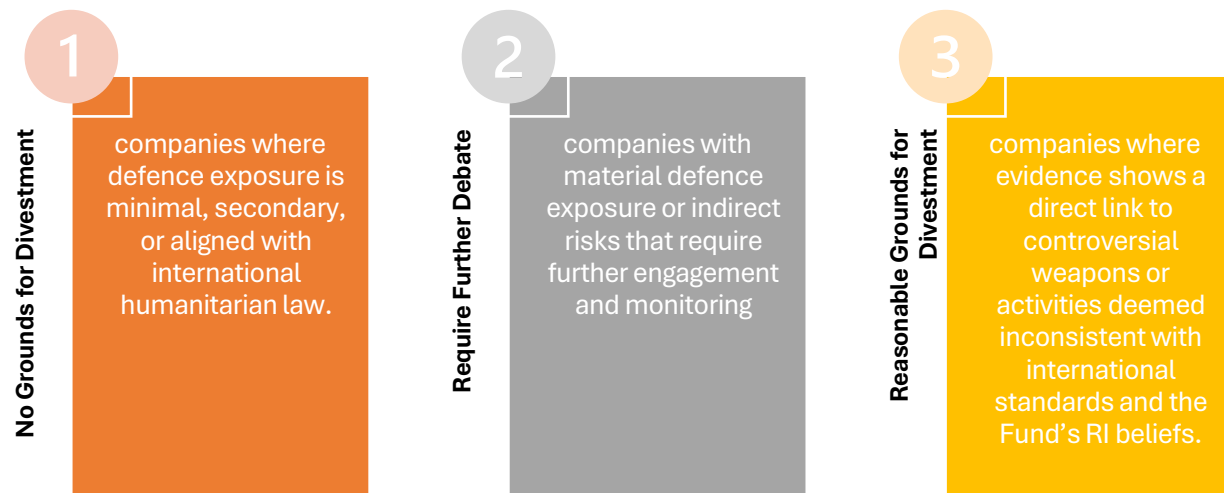 1
No Grounds for Divestment
companies where
defence exposure is
minimal, secondary,
or aligned with
international
humanitarian law.
2
Require Further Debate
companies with
material defence
exposure or indirect
risks that require
further engagement
and monitoring
3
Reasonable Grounds for
Divestment
companies where
evidence shows a
direct link to
controversial
weapons or
activities deemed
inconsistent with
international
standards and the
Fund’s RI beliefs.